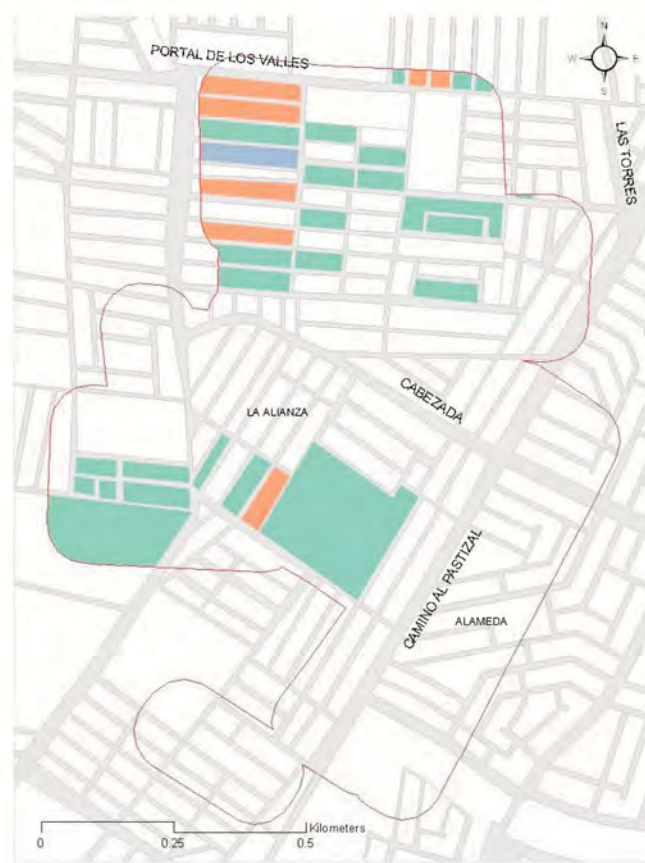 N
W E
S
PORTAL DE LOS VALLES
LAS TORRES
CABEZADA
LA ALIANZA
CAMINO AL PASTIZAL
ALAMEDA
Kilometers
0 0.25 0.5